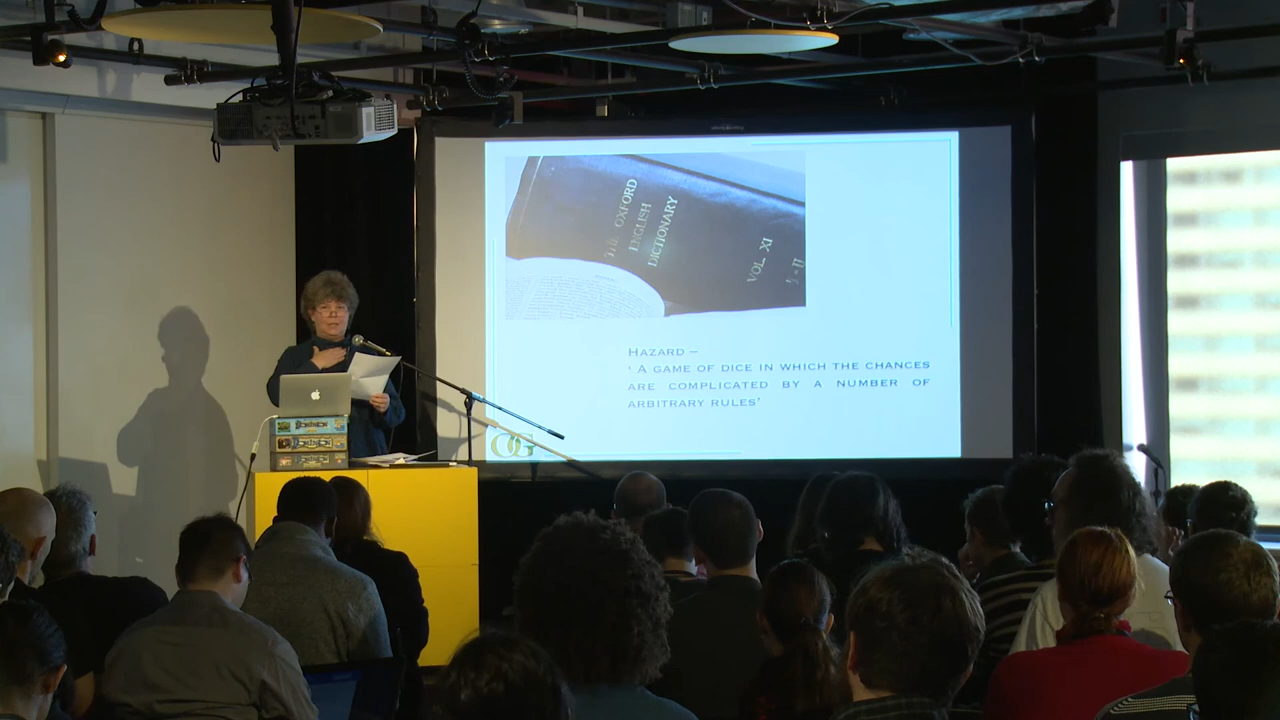 THE OXFORD
ENGLISH
DICTIONARY
VOL. XI
HAZARD –
‘ A GAME OF DICE IN WHICH THE CHANCES
ARE COMPLICATED BY A NUMBER OF
ARBITRARY RULES’
OG